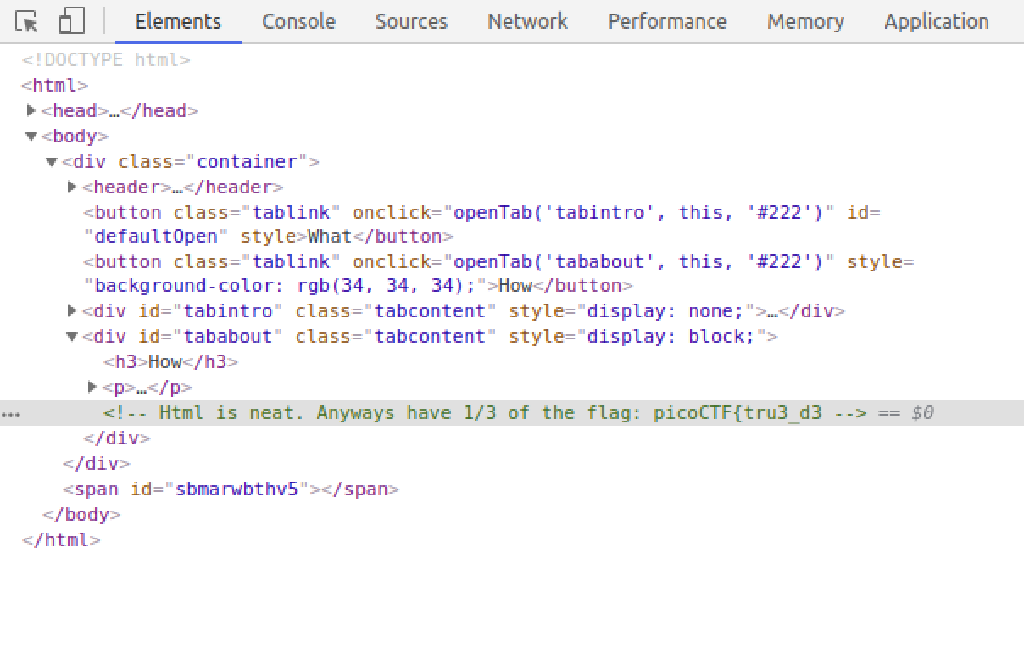 Elements Console Sources Network Performance Memory Application
<!DOCTYPE html>
<html>
<head>…</head>
<body>
<div class="container">
<header>…</header>
<button class="tablink" onclick="openTab('tabintro', this, '#222')" id=
"defaultOpen" style>What</button>
<button class="tablink" onclick="openTab('tababout', this, '#222')" style=
"background-color: rgb(34, 34, 34);">How</button>
<div id="tabintro" class="tabcontent" style="display: none;">…</div>
<div id="tababout" class="tabcontent" style="display: block;">
<h3>How</h3>
<p>…</p>
<!-- Html is neat. Anyways have 1/3 of the flag: picoCTF{tru3_d3 --> == $0
</div>
</div>
<span id="sbmarwbthv5"></span>
</body>
</html>